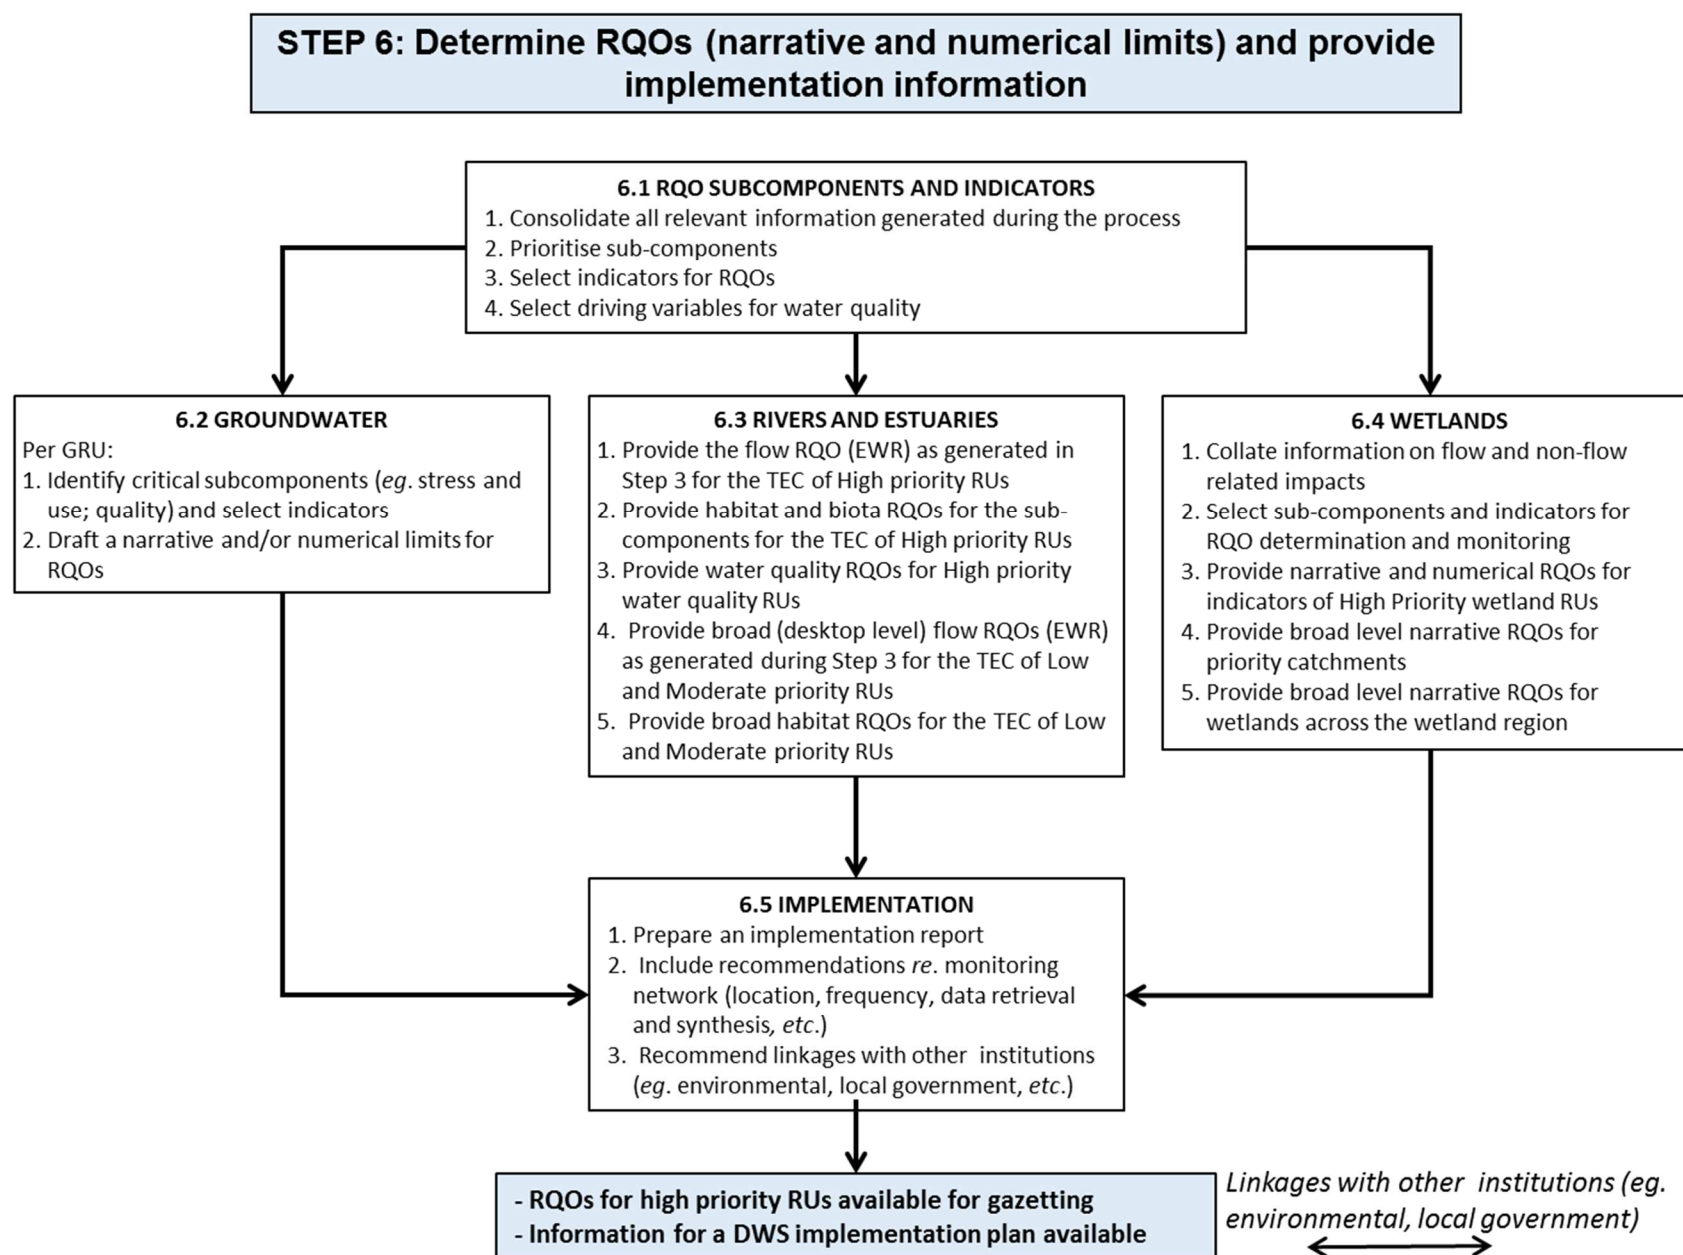 STEP 6: Determine RQOs (narrative and numerical limits) and provide
implementation information
6.1 RQO SUBCOMPONENTS AND INDICATORS
1. Consolidate all relevant information generated during the process
2. Prioritise sub-components
3. Select indicators for RQOs
4. Select driving variables for water quality
6.2 GROUNDWATER
Per GRU:
1. Identify critical subcomponents (eg. stress and
use; quality) and select indicators
2. Draft a narrative and/or numerical limits for
RQOs
6.3 RIVERS AND ESTUARIES
1. Provide the flow RQO (EWR) as generated in
Step 3 for the TEC of High priority RUs
2. Provide habitat and biota RQOs for the sub-
components for the TEC of High priority RUs
3. Provide water quality RQOs for High priority
water quality RUs
4. Provide broad (desktop level) flow RQOs (EWR)
as generated during Step 3 for the TEC of Low
and Moderate priority RUs
5. Provide broad habitat RQOs for the TEC of Low
and Moderate priority RUs
6.4 WETLANDS
1. Collate information on flow and non-flow
related impacts
2. Select sub-components and indicators for
RQO determination and monitoring
3. Provide narrative and numerical RQOs for
indicators of High Priority wetland RUs
4. Provide broad level narrative RQOs for
priority catchments
5. Provide broad level narrative RQOs for
wetlands across the wetland region
6.5 IMPLEMENTATION
1. Prepare an implementation report
2. Include recommendations re. monitoring
network (location, frequency, data retrieval
and synthesis, etc.)
3. Recommend linkages with other institutions
(eg. environmental, local government, etc.)
- RQOs for high priority RUs available for gazetting
- Information for a DWS implementation plan available
Linkages with other institutions (eg.
environmental, local government)